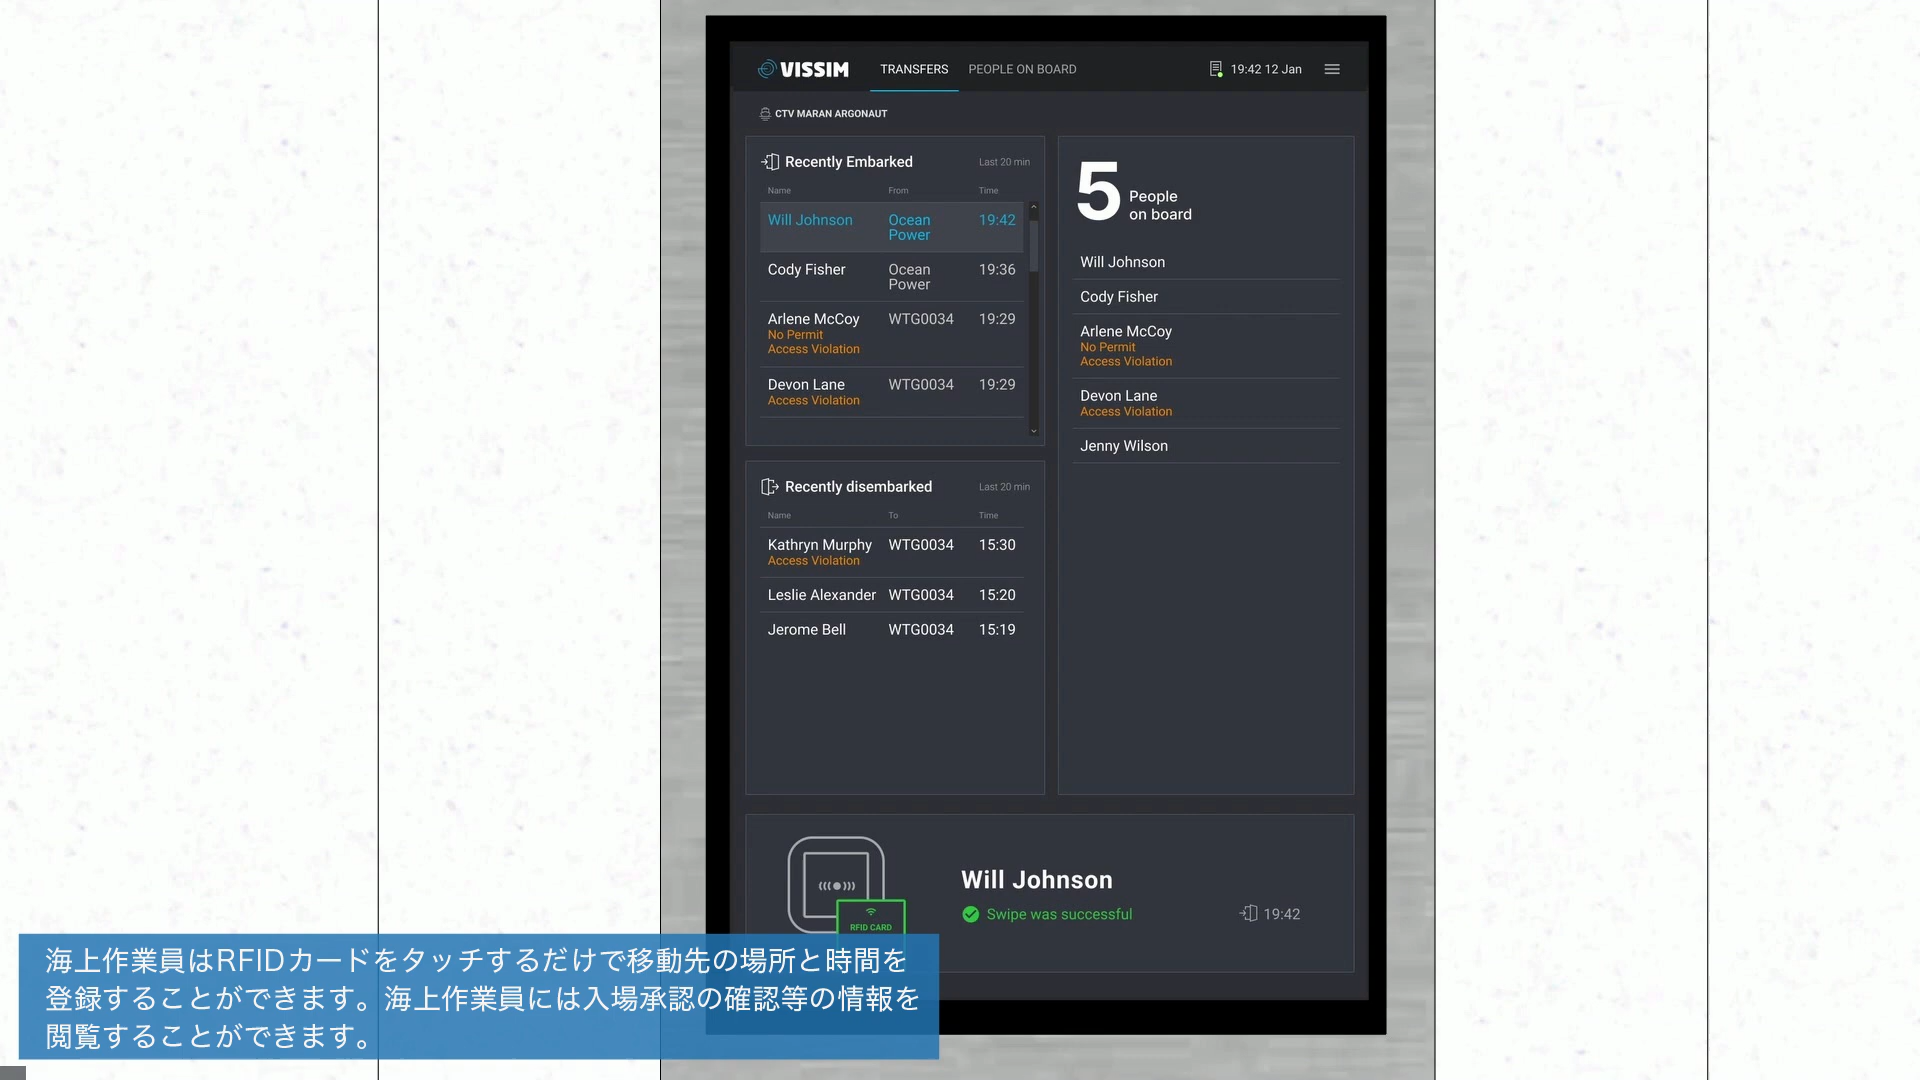 VISSIM
TRANSFERS
PEOPLE ON BOARD
19:42 12 Jan
CTV MARAN ARGONAUT
Recently Embarked
Last 20 min
Name From Time
Will Johnson Ocean Power 19:42
Cody Fisher Ocean Power 19:36
Arlene McCoy WTG0034 19:29
No Permit
Access Violation
Devon Lane WTG0034 19:29
Access Violation
5 People on board
Will Johnson
Cody Fisher
Arlene McCoy
No Permit
Access Violation
Devon Lane
Access Violation
Jenny Wilson
Recently disembarked
Last 20 min
Name To Time
Kathryn Murphy WTG0034 15:30
Access Violation
Leslie Alexander WTG0034 15:20
Jerome Bell WTG0034 15:19
RFID CARD
Will Johnson
Swipe was successful
19:42
海上作業員はRFIDカードをタッチするだけで移動先の場所と時間を
登録することができます。海上作業員には入場承認の確認等の情報を
閲覧することができます。